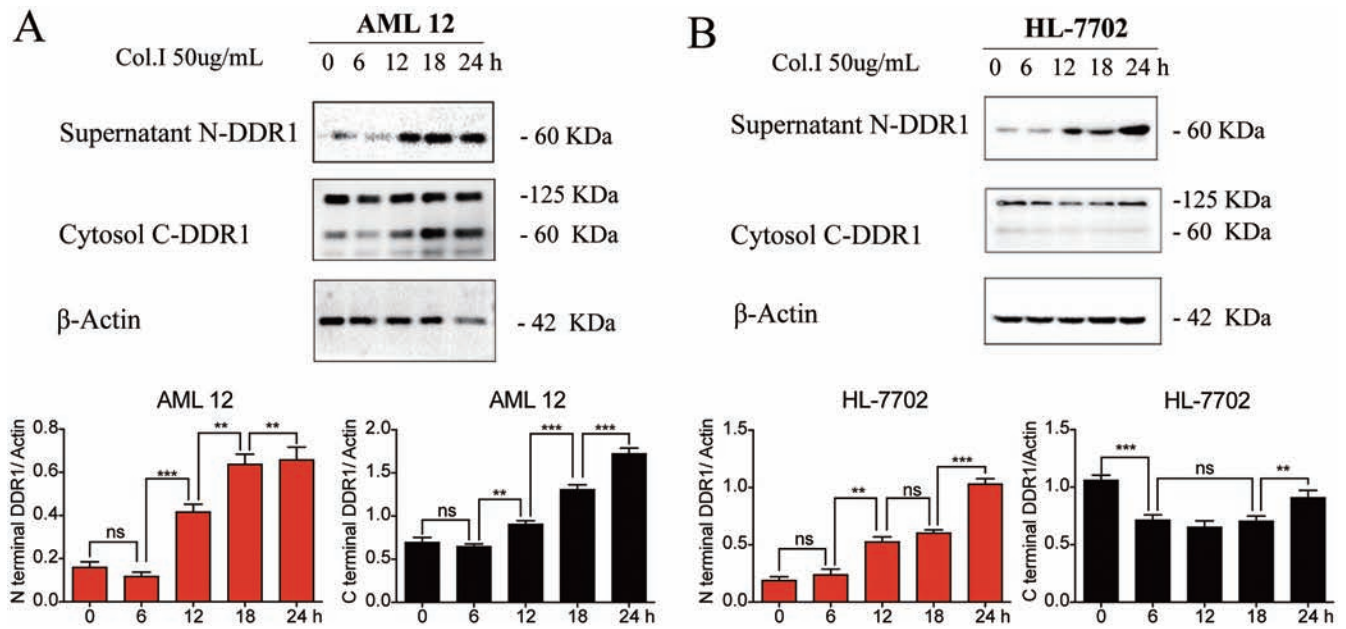 A
AML 12
Col.I 50ug/mL
0 6 12 18 24 h
Supernatant N-DDR1
- 60 KDa
Cytosol C-DDR1
-125 KDa
- 60 KDa
β-Actin
- 42 KDa
AML 12
N terminal DDR1/ Actin
0.8
0.6
0.4
0.2
0.0
ns
***
**
**
0 6 12 18 24 h
AML 12
C terminal DDR1/ Actin
2.0
1.5
1.0
0.5
0.0
ns
**
***
***
0 6 12 18 24 h
B
HL-7702
Col.I 50ug/mL
0 6 12 18 24 h
Supernatant N-DDR1
- 60 KDa
Cytosol C-DDR1
-125 KDa
- 60 KDa
β-Actin
- 42 KDa
HL-7702
N terminal DDR1/ Actin
1.5
1.0
0.5
0.0
ns
**
ns
***
0 6 12 18 24 h
HL-7702
C terminal DDR1/Actin
1.5
1.0
0.5
0.0
***
ns
**
0 6 12 18 24 h